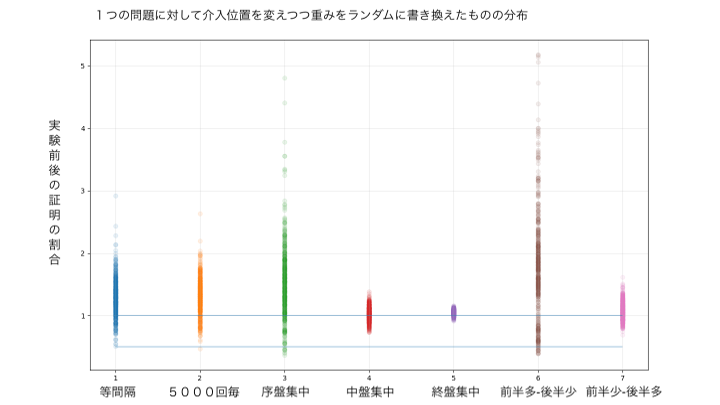 １つの問題に対して介入位置を変えつつ重みをランダムに書き換えたものの分布
実験前後の証明の割合
5
4
3
2
1
1 2 3 4 5 6 7
等間隔 ５０００回毎 序盤集中 中盤集中 終盤集中 前半多-後半少 前半少-後半多